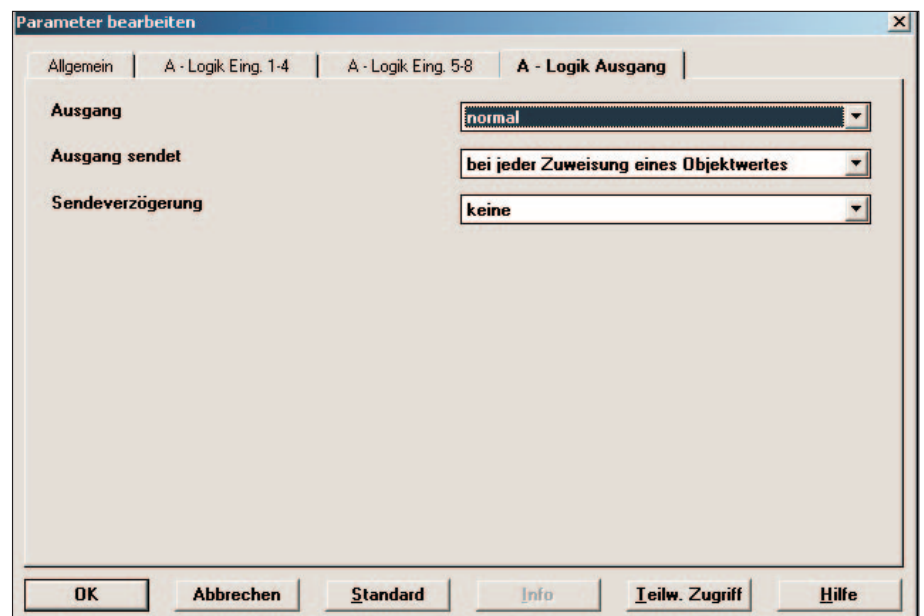 Parameter bearbeiten
Allgemein A - Logik Eing. 1-4 A - Logik Eing. 5-8 A - Logik Ausgang
Ausgang normal
Ausgang sendet bei jeder Zuweisung eines Objektwertes
Sendeverzögerung keine
OK Abbrechen Standard Info Teilw. Zugriff Hilfe